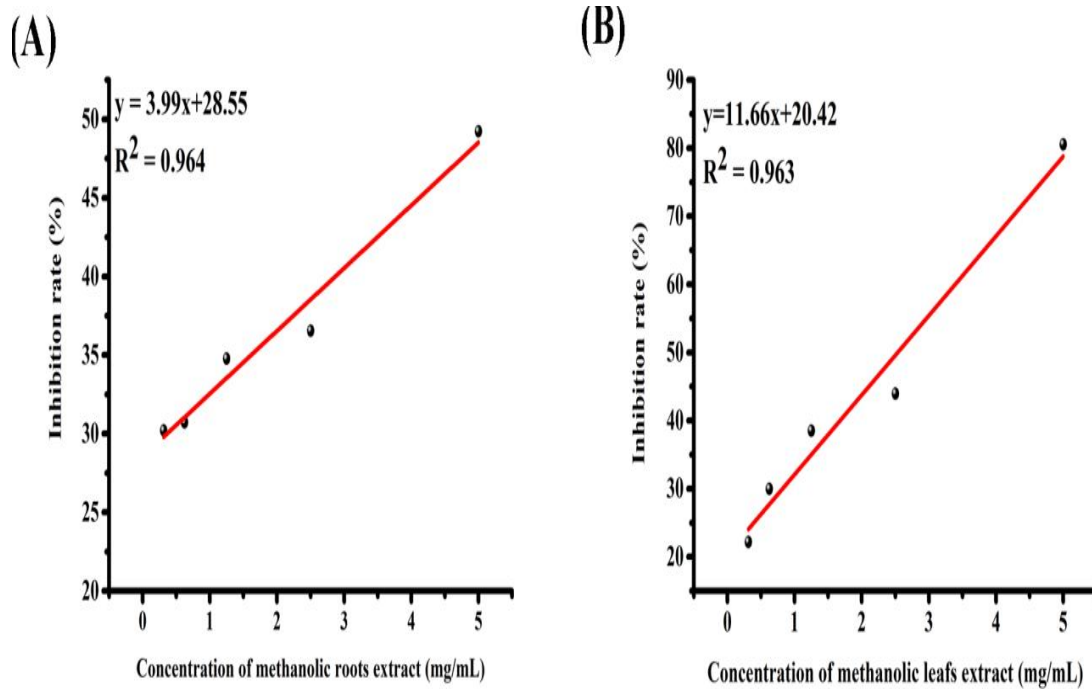 (A)
y = 3.99x+28.55
R² = 0.964
50
45
40
35
30
25
20
Inhibition rate (%)
0 1 2 3 4 5
Concentration of methanolic roots extract (mg/mL)
(B)
y=11.66x+20.42
R² = 0.963
90
80
70
60
50
40
30
20
Inhibition rate (%)
0 1 2 3 4 5
Concentration of methanolic leafs extract (mg/mL)